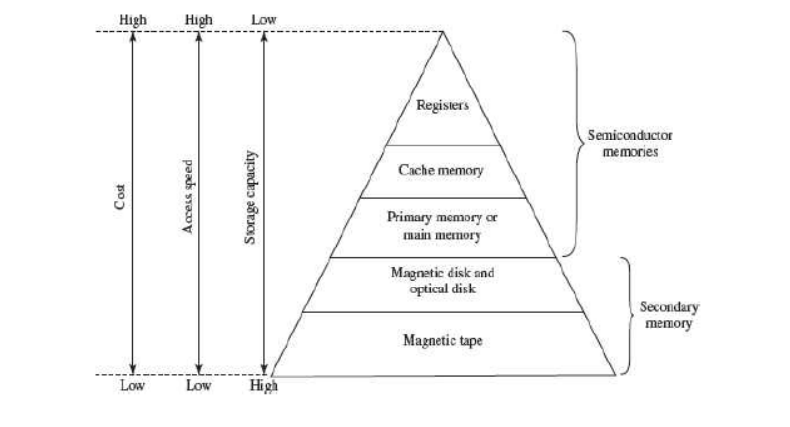 High High Low
Registers
Semiconductor
memories
Cache memory
Cost
Access speed
Storage capacity
Primary memory or
main memory
Magnetic disk and
optical disk
Secondary
memory
Magnetic tape
Low Low High